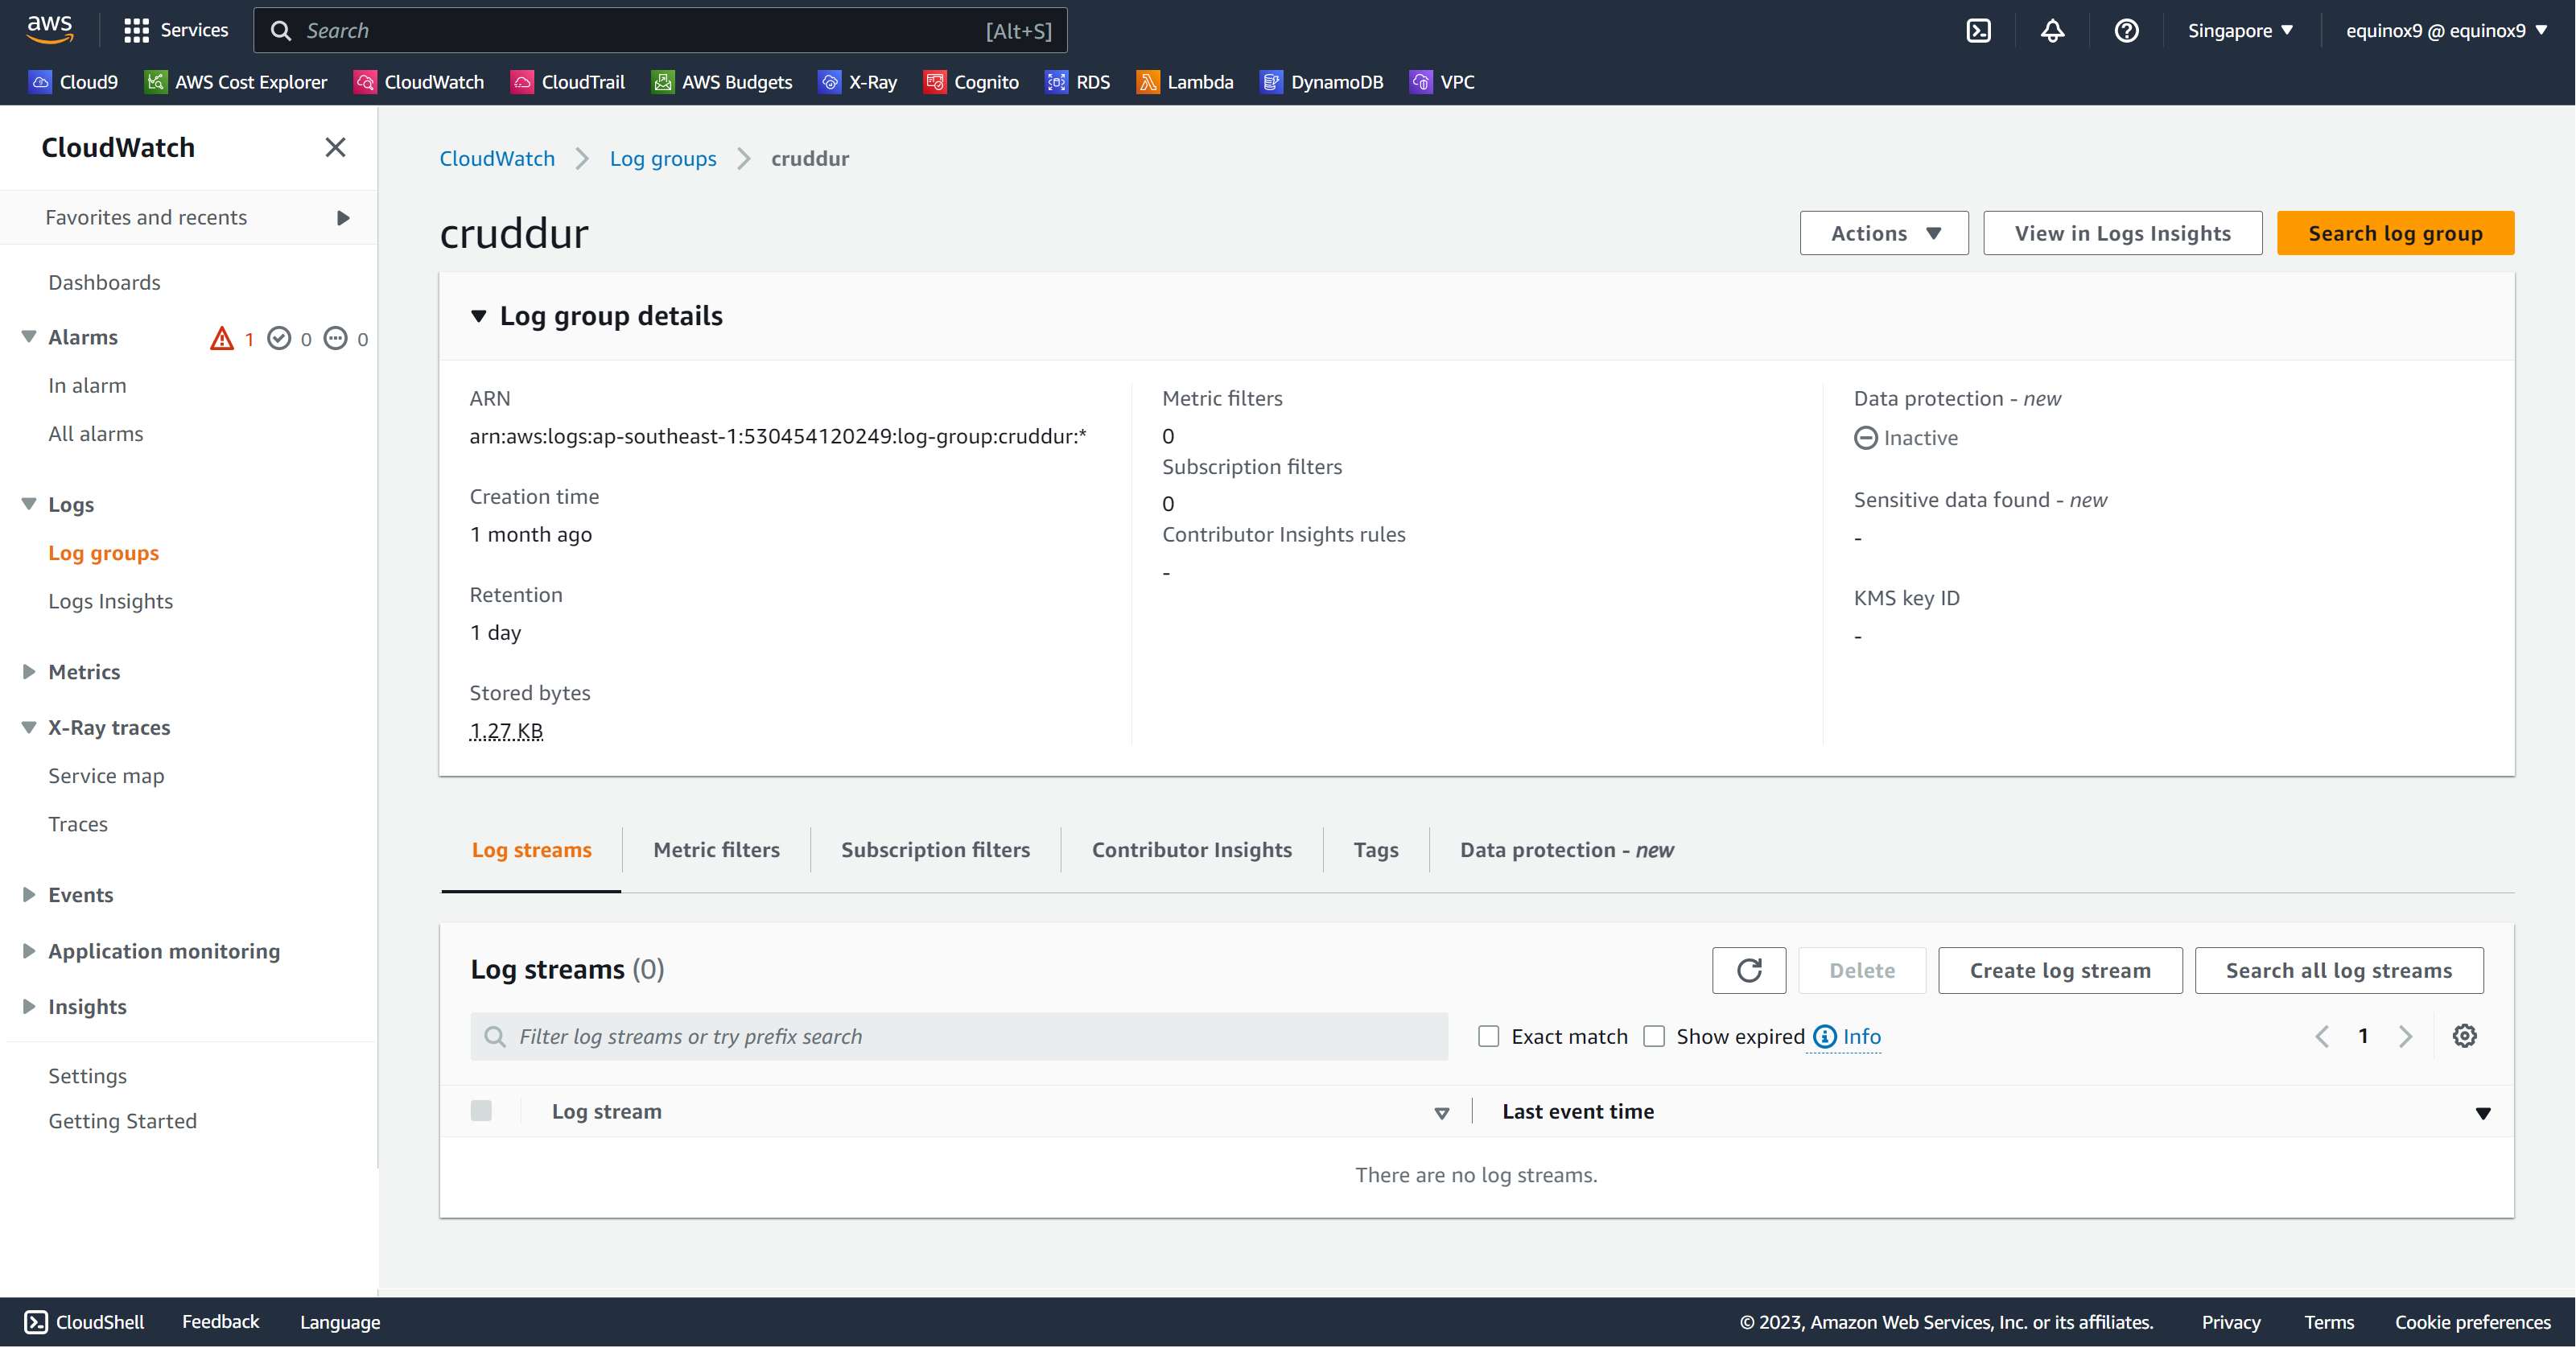 aws
Services
Search
[Alt+S]
Singapore
equinox9 @ equinox9
Cloud9
AWS Cost Explorer
CloudWatch
CloudTrail
AWS Budgets
X-Ray
Cognito
RDS
Lambda
DynamoDB
VPC
CloudWatch
Favorites and recents
Dashboards
Alarms
1
0
0
In alarm
All alarms
Logs
Log groups
Logs Insights
Metrics
X-Ray traces
Service map
Traces
Events
Application monitoring
Insights
Settings
Getting Started
CloudWatch
Log groups
cruddur
cruddur
Actions
View in Logs Insights
Search log group
Log group details
ARN
arn:aws:logs:ap-southeast-1:530454120249:log-group:cruddur:*
Creation time
1 month ago
Retention
1 day
Stored bytes
1.27 KB
Metric filters
0
Subscription filters
0
Contributor Insights rules
-
Data protection - new
Inactive
Sensitive data found - new
-
KMS key ID
-
Log streams
Metric filters
Subscription filters
Contributor Insights
Tags
Data protection - new
Log streams (0)
Delete
Create log stream
Search all log streams
Filter log streams or try prefix search
Exact match
Show expired
Info
1
Log stream
Last event time
There are no log streams.
CloudShell
Feedback
Language
© 2023, Amazon Web Services, Inc. or its affiliates.
Privacy
Terms
Cookie preferences